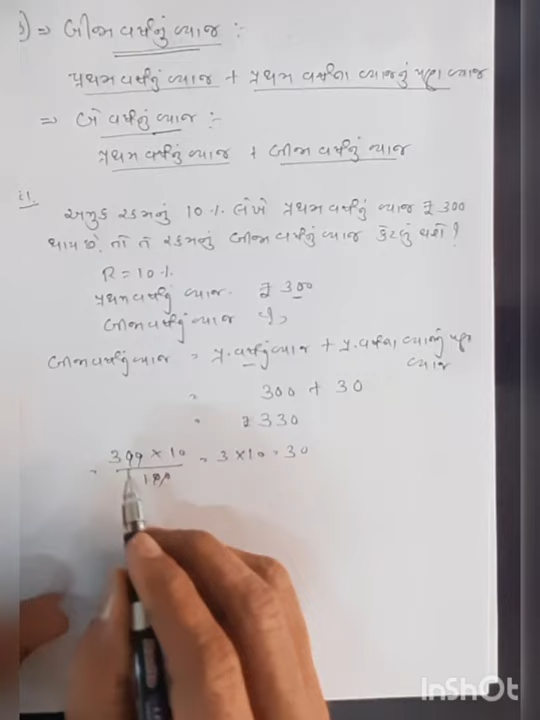 ⇒ બીજા વર્ષનું વ્યાજ :-
પ્રથમ વર્ષનું વ્યાજ + પ્રથમ વર્ષના વ્યાજનું પણ વ્યાજ
⇒ બે વર્ષનું વ્યાજ :-
પ્રથમ વર્ષનું વ્યાજ + બીજા વર્ષનું વ્યાજ
અમુક રકમનું 10 % લેખે પ્રથમ વર્ષનું વ્યાજ ₹ 300
થાય છે. તો તે રકમનું બીજા વર્ષનું વ્યાજ કેટલું થશે ?
R = 10 %
પ્રથમ વર્ષનું વ્યાજ. ₹ 300
બીજા વર્ષનું વ્યાજ
બીજા વર્ષનું વ્યાજ = પ્ર. વર્ષનું વ્યાજ + પ્ર. વર્ષના વ્યાજનું પણ
વ્યાજ
= 300 + 30
= ₹ 330
= 300 × 10 = 3 × 10 = 30
100
InShOt